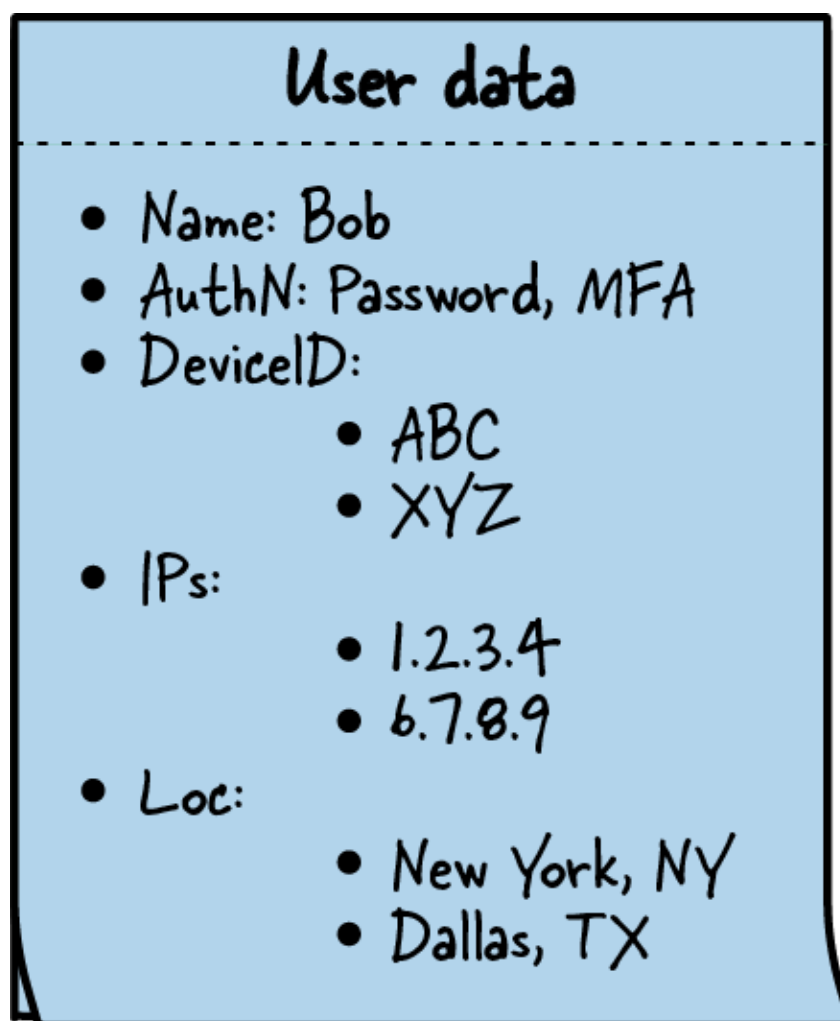 User data
• Name: Bob
• AuthN: Password, MFA
• DeviceID:
• ABC
• XYZ
• IPs:
• 1.2.3.4
• 6.7.8.9
• Loc:
• New York, NY
• Dallas, TX